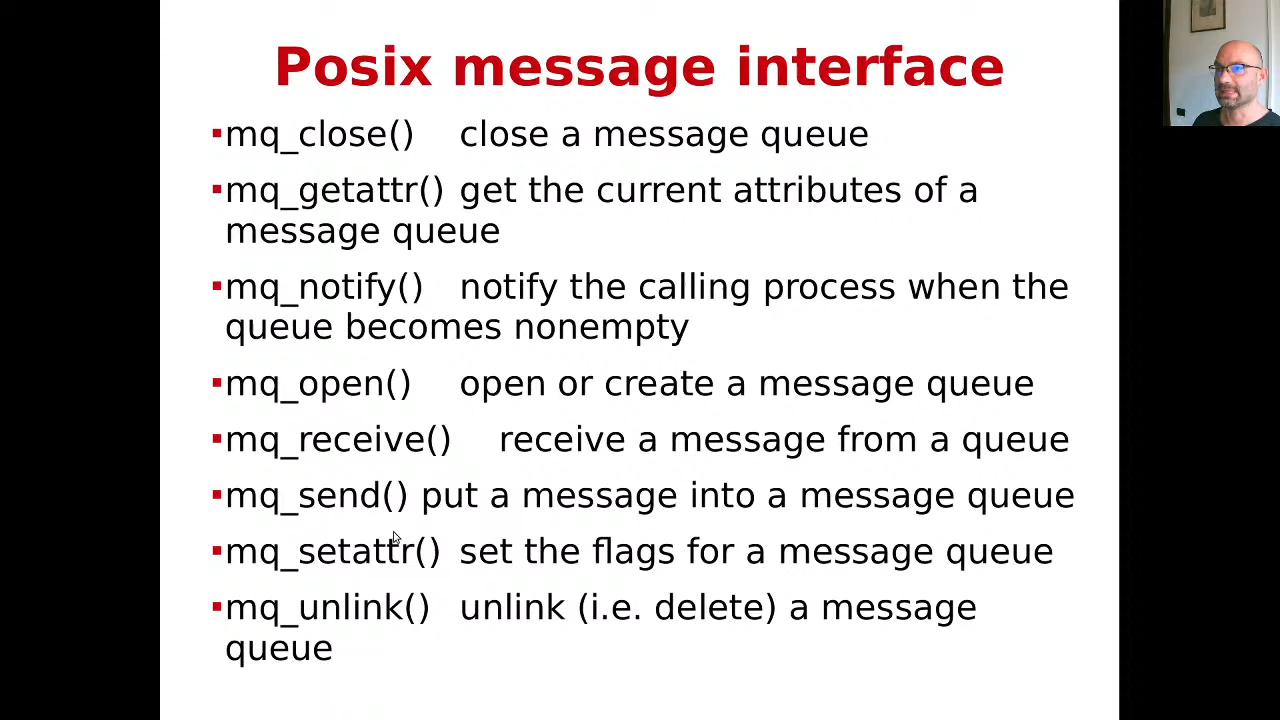 Posix message interface
▪mq_close() close a message queue
▪mq_getattr() get the current attributes of a
message queue
▪mq_notify() notify the calling process when the
queue becomes nonempty
▪mq_open() open or create a message queue
▪mq_receive() receive a message from a queue
▪mq_send() put a message into a message queue
▪mq_setattr() set the flags for a message queue
▪mq_unlink() unlink (i.e. delete) a message
queue